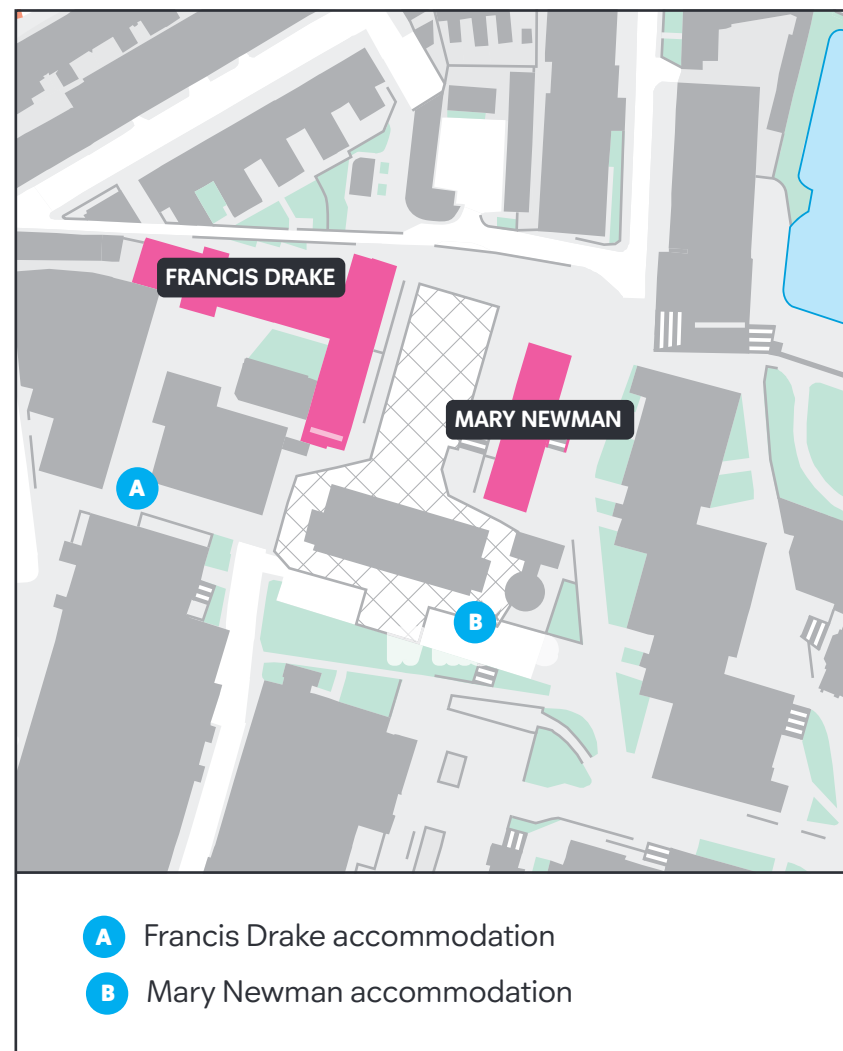 FRANCIS DRAKE
MARY NEWMAN
A
B
A Francis Drake accommodation
B Mary Newman accommodation